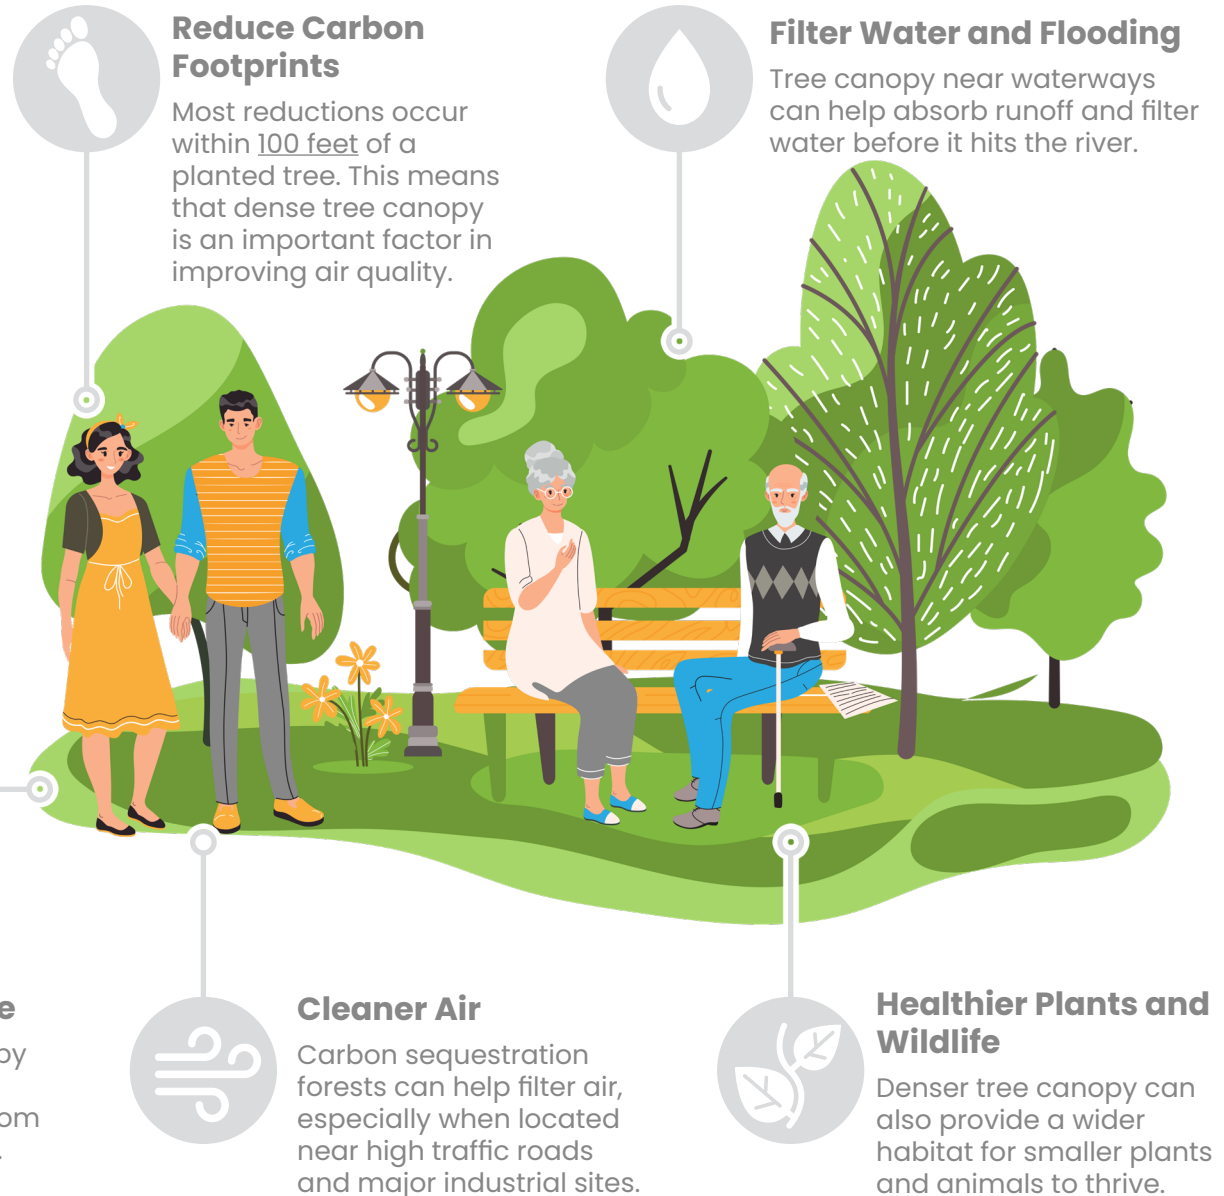 Reduce Carbon
Footprints
Most reductions occur
within 100 feet of a
planted tree. This means
that dense tree canopy
is an important factor in
improving air quality.
Filter Water and Flooding
Tree canopy near waterways
can help absorb runoff and filter
water before it hits the river.
Cleaner Air
Carbon sequestration
forests can help filter air,
especially when located
near high traffic roads
and major industrial sites.
Healthier Plants and
Wildlife
Denser tree canopy can
also provide a wider
habitat for smaller plants
and animals to thrive.